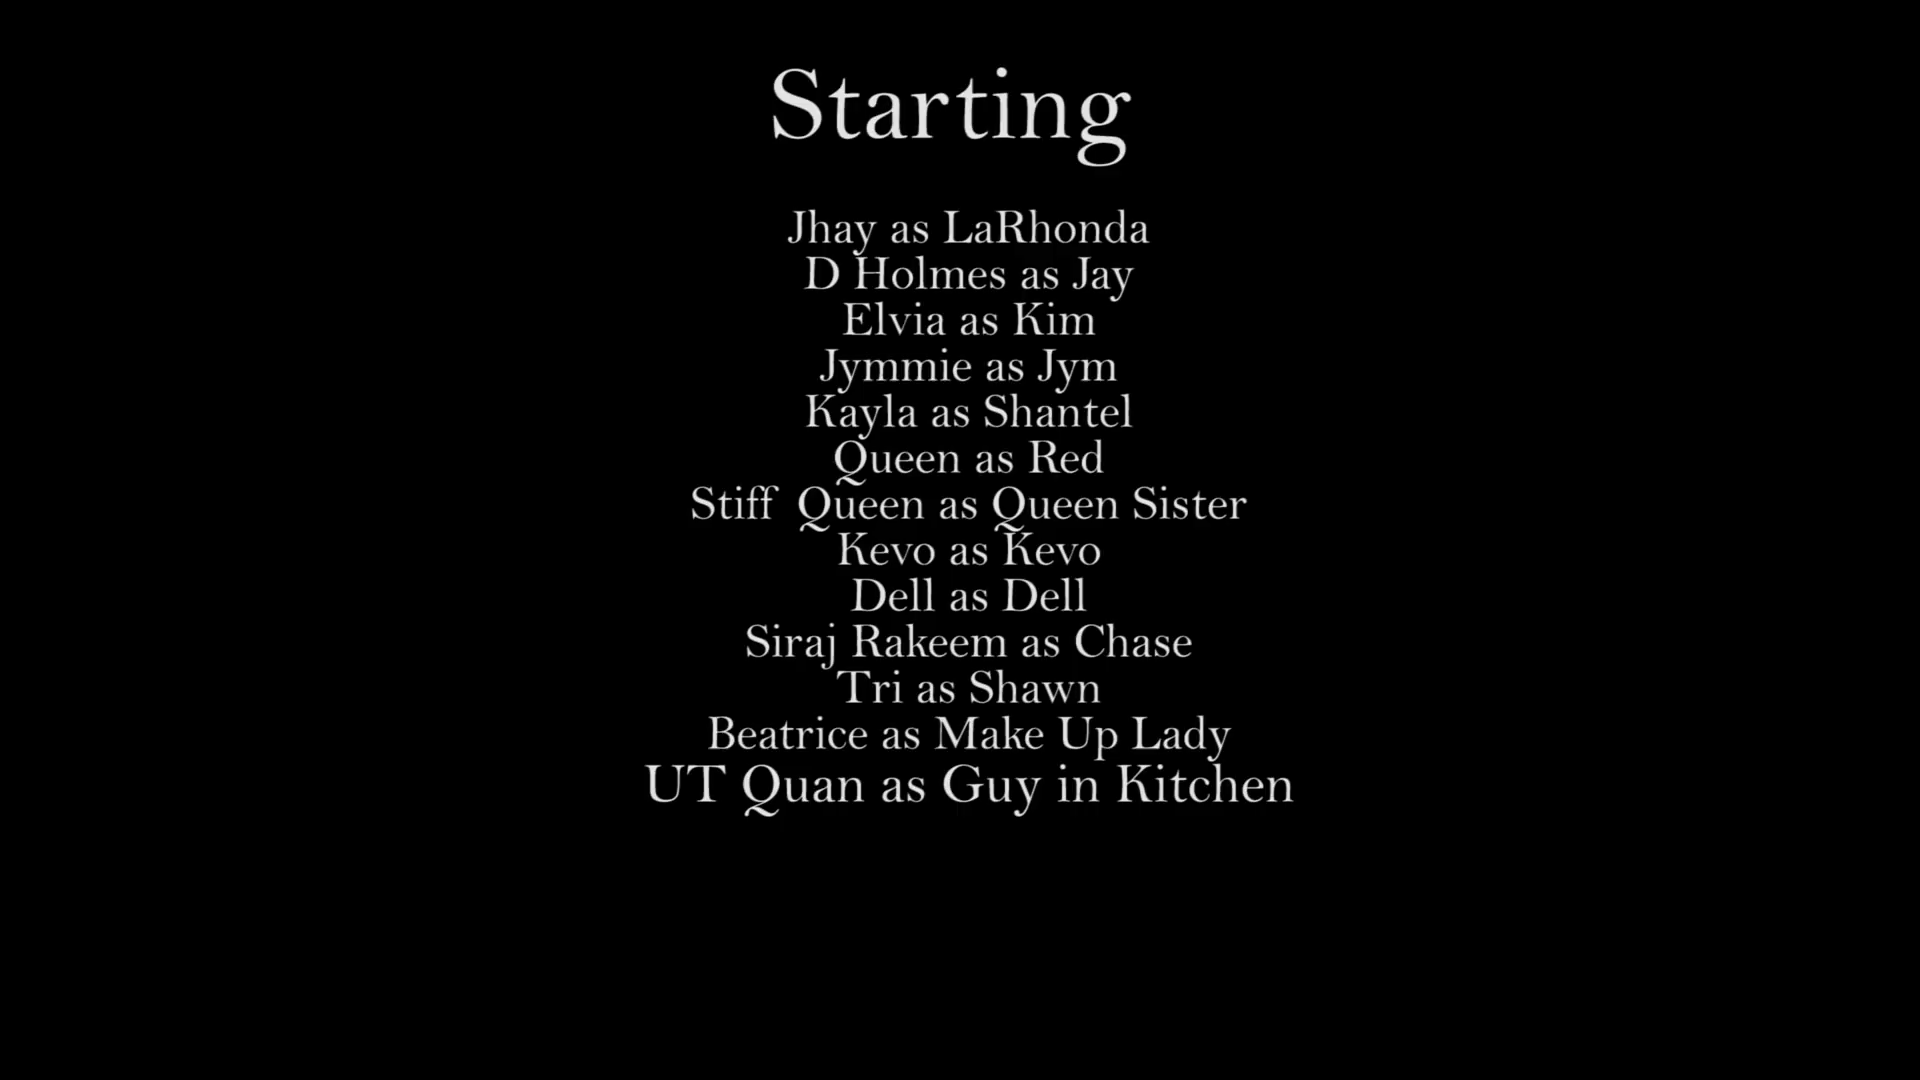 Starting
Jhay as LaRhonda
D Holmes as Jay
Elvia as Kim
Jymmie as Jym
Kayla as Shantel
Queen as Red
Stiff Queen as Queen Sister
Kevo as Kevo
Dell as Dell
Siraj Rakeem as Chase
Tri as Shawn
Beatrice as Make Up Lady
UT Quan as Guy in Kitchen